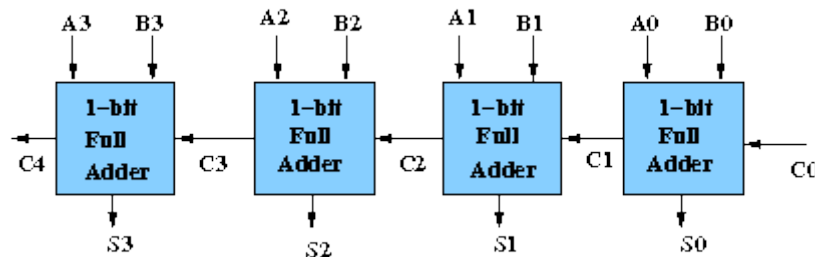 A3 B3 A2 B2 A1 B1 A0 B0
1-bit Full Adder
1-bit Full Adder
1-bit Full Adder
1-bit Full Adder
C4 C3 C2 C1 C0
S3 S2 S1 S0